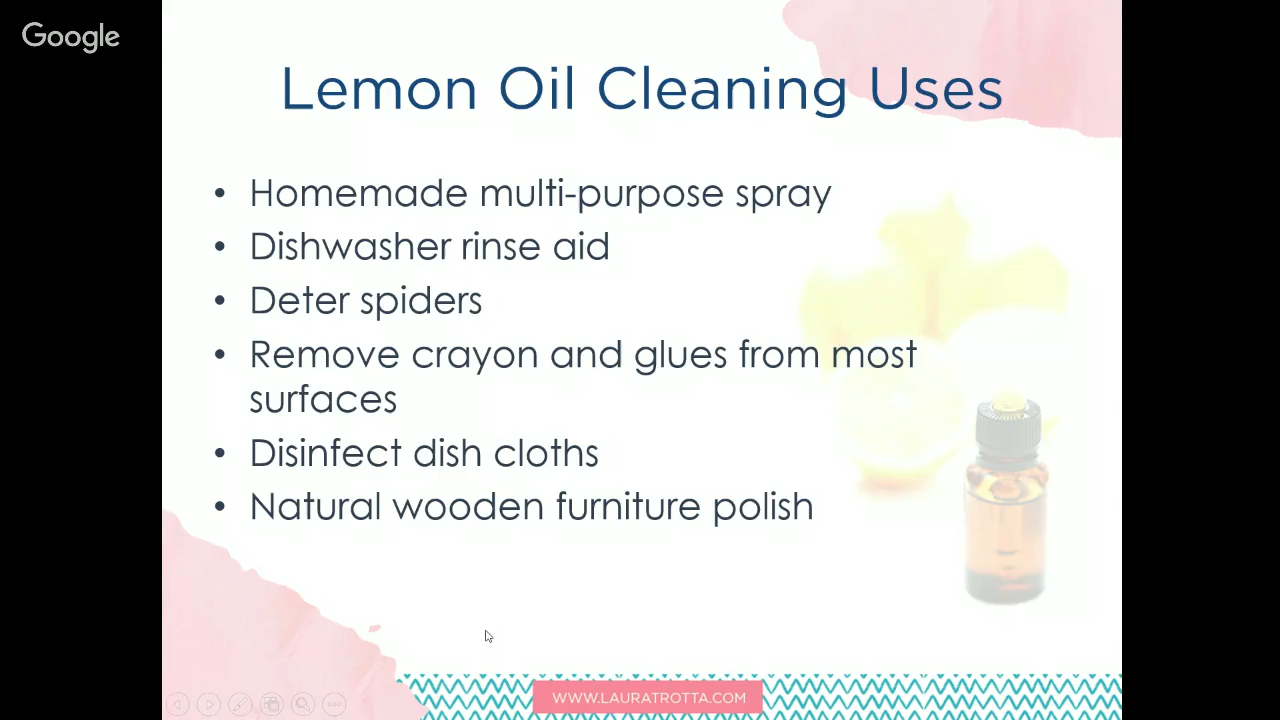 Google
Lemon Oil Cleaning Uses
• Homemade multi-purpose spray
• Dishwasher rinse aid
• Deter spiders
• Remove crayon and glues from most
surfaces
• Disinfect dish cloths
• Natural wooden furniture polish
WWW.LAURATROTTA.COM